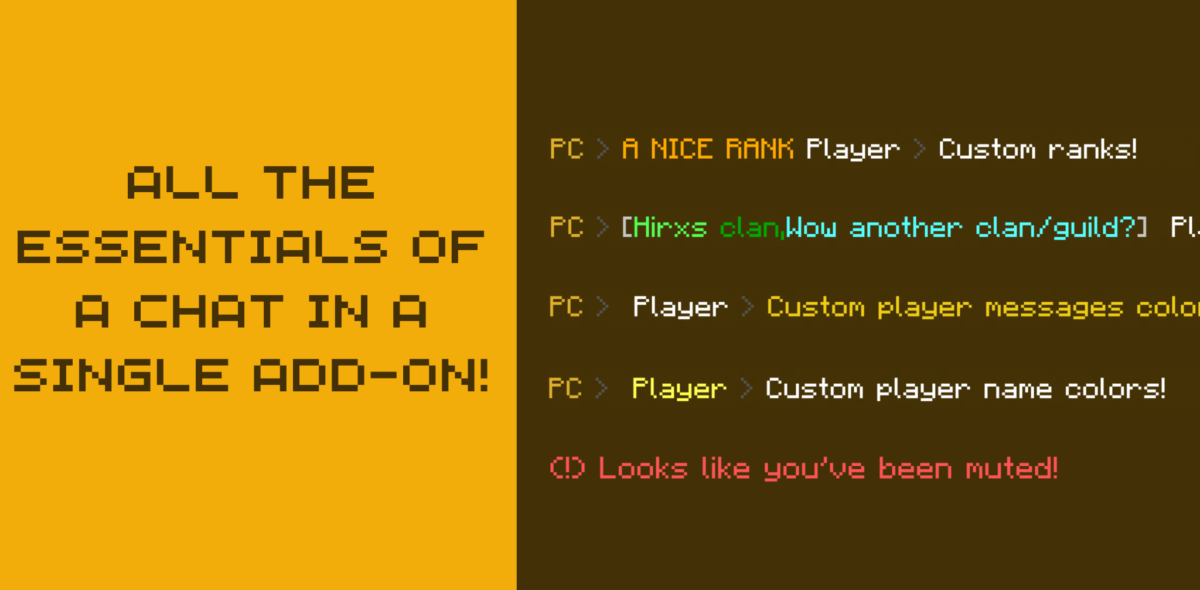 ALL THE
ESSENTIALS OF
A CHAT IN A
SINGLE ADD-ON!
PC > A NICE RANK Player > Custom ranks!
PC > [Hirxs clan,Wow another clan/guild?]
PC > Player > Custom player messages
PC > Player > Custom player name colors!
(!) Looks like you've been muted!